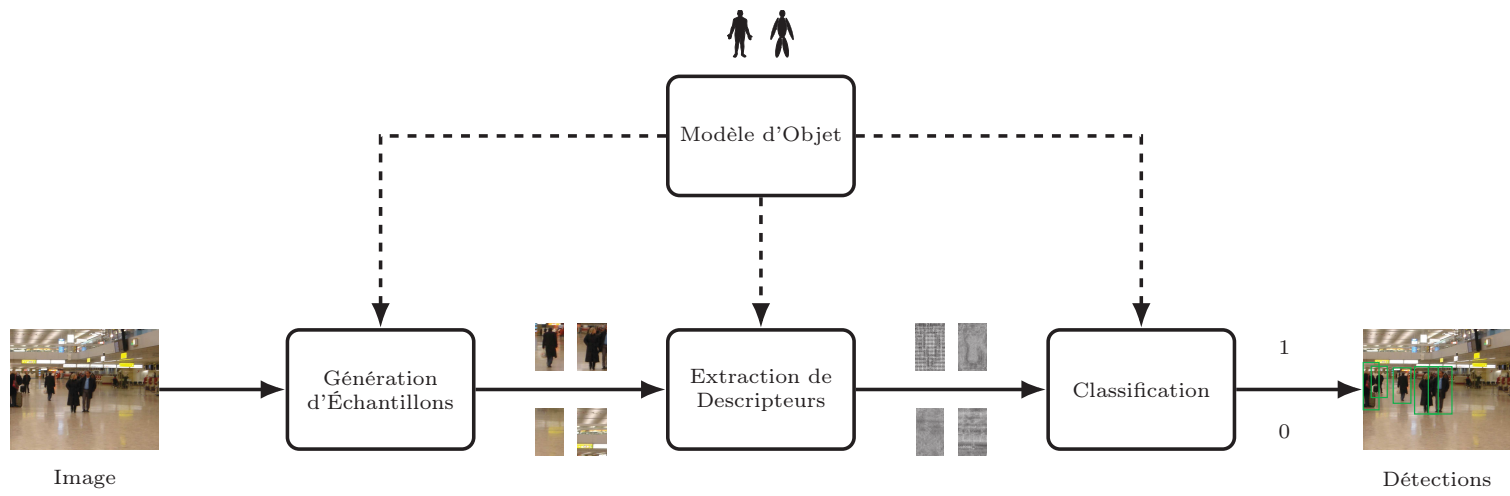 Modèle d'Objet
Génération
d'Échantillons
Extraction de
Descripteurs
Classification
1
0
Image
Détections